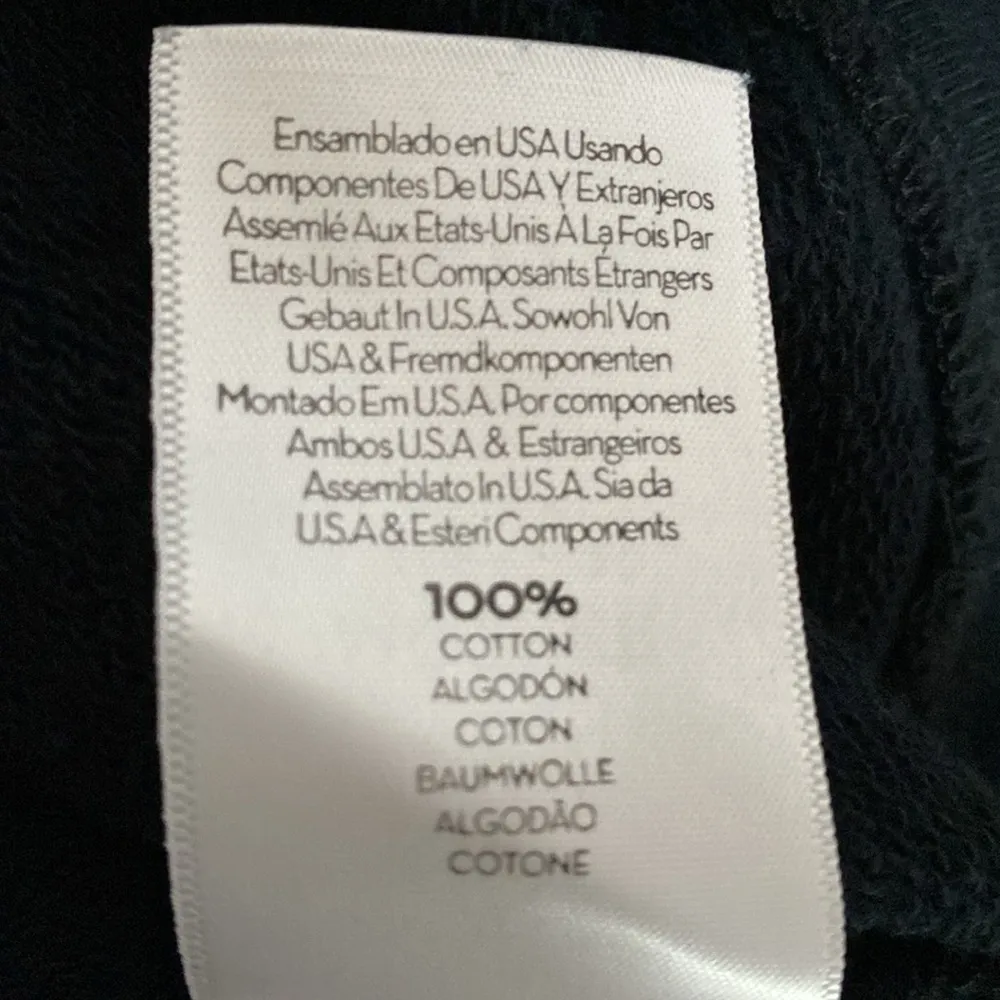 Ensamblado en USA Usando
Componentes De USA Y Extranjeros
Assemlé Aux Etats-Unis À La Fois Par
Etats-Unis Et Composants Étrangers
Gebaut In U.S.A. Sowohl Von
USA & Fremdkomponenten
Montado Em U.S.A. Por componentes
Ambos U.S.A & Estrangeiros
Assemblato In U.S.A. Sia da
U.S.A & Esteri Components
100%
COTTON
ALGODÓN
COTON
BAUMWOLLE
ALGODÃO
COTONE